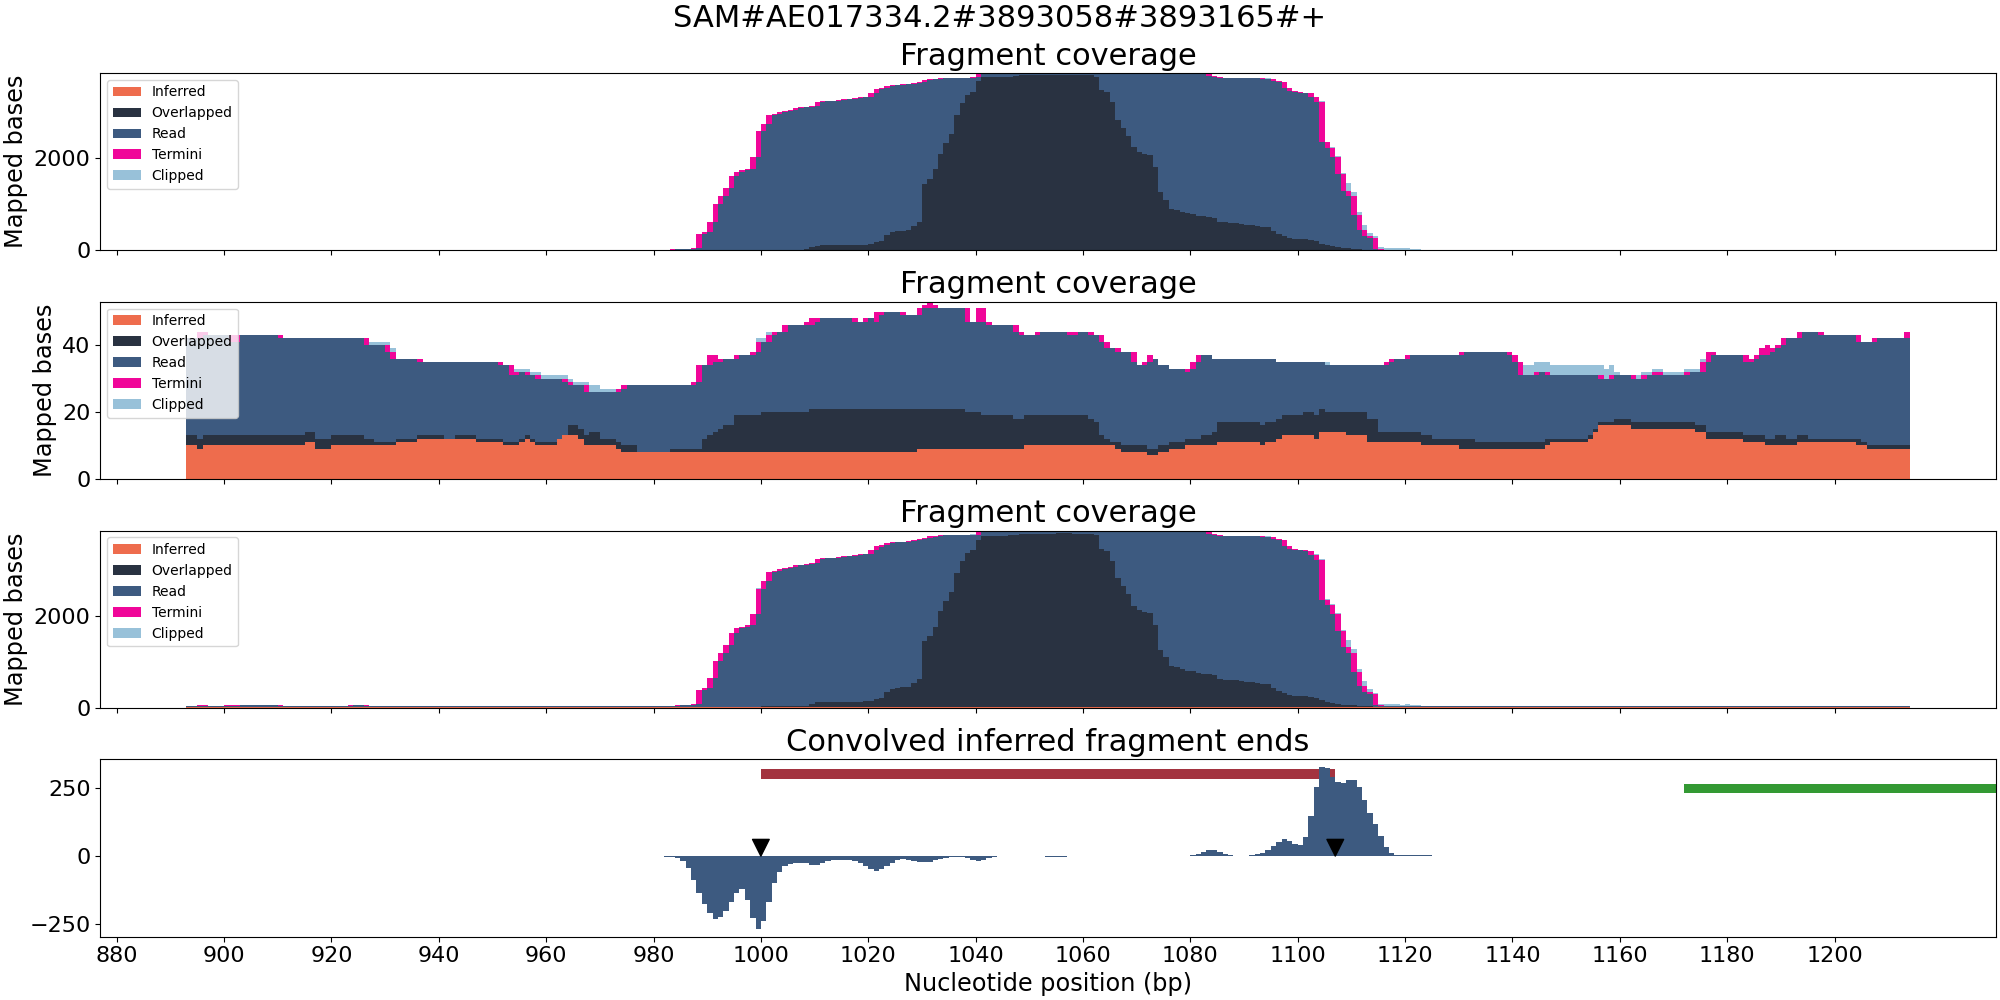 SAM#AE017334.2#3893058#3893165#+
Fragment coverage
Mapped bases
2000
0
Inferred
Overlapped
Read
Termini
Clipped
Fragment coverage
Mapped bases
40
20
0
Inferred
Overlapped
Read
Termini
Clipped
Fragment coverage
Mapped bases
2000
0
Inferred
Overlapped
Read
Termini
Clipped
Convolved inferred fragment ends
250
0
−250
880 900 920 940 960 980 1000 1020 1040 1060 1080 1100 1120 1140 1160 1180 1200
Nucleotide position (bp)